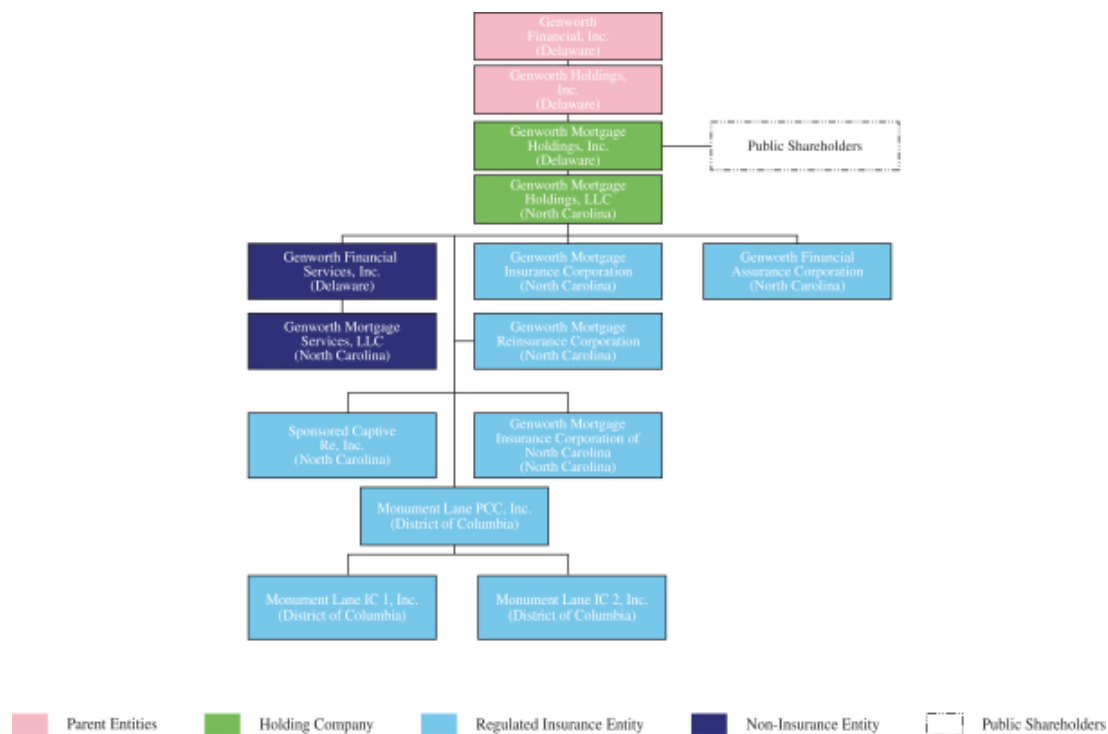 Genworth
Financial, Inc.
(Delaware)
Genworth Holdings,
Inc.
(Delaware)
Genworth Mortgage
Holdings, Inc.
(Delaware)
Public Shareholders
Genworth Mortgage
Holdings, LLC
(North Carolina)
Genworth Financial
Services, Inc.
(Delaware)
Genworth Mortgage
Insurance Corporation
(North Carolina)
Genworth Financial
Assurance Corporation
(North Carolina)
Genworth Mortgage
Services, LLC
(North Carolina)
Genworth Mortgage
Reinsurance Corporation
(North Carolina)
Sponsored Captive
Re, Inc.
(North Carolina)
Genworth Mortgage
Insurance Corporation of
North Carolina
(North Carolina)
Monument Lane PCC, Inc.
(District of Columbia)
Monument Lane IC 1, Inc.
(District of Columbia)
Monument Lane IC 2, Inc.
(District of Columbia)
Parent Entities
Holding Company
Regulated Insurance Entity
Non-Insurance Entity
Public Shareholders